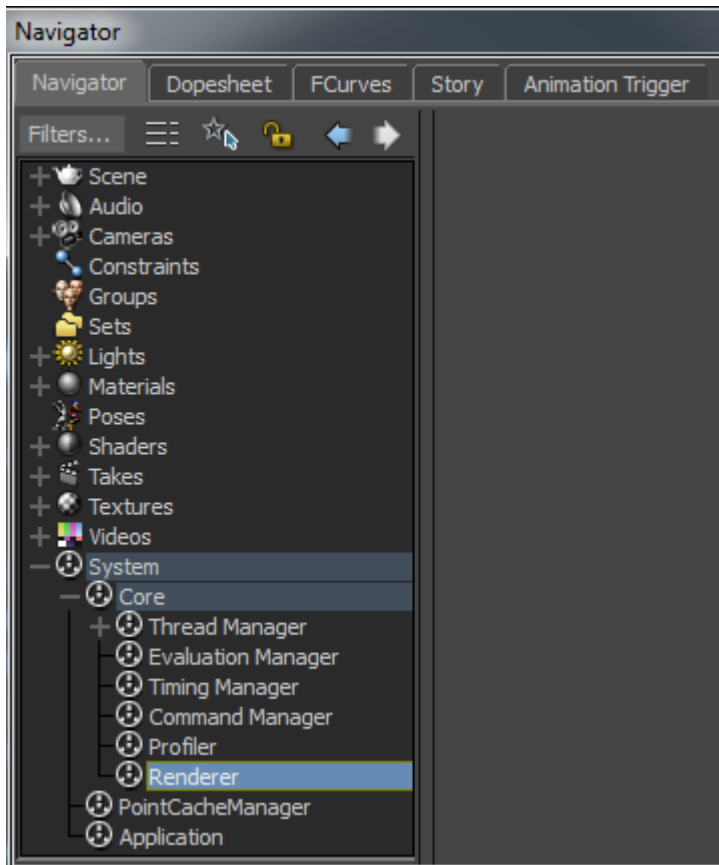 Navigator
Navigator Dopesheet FCurves Story Animation Trigger
Filters...
Scene
Audio
Cameras
Constraints
Groups
Sets
Lights
Materials
Poses
Shaders
Takes
Textures
Videos
System
Core
Thread Manager
Evaluation Manager
Timing Manager
Command Manager
Profiler
Renderer
PointCacheManager
Application